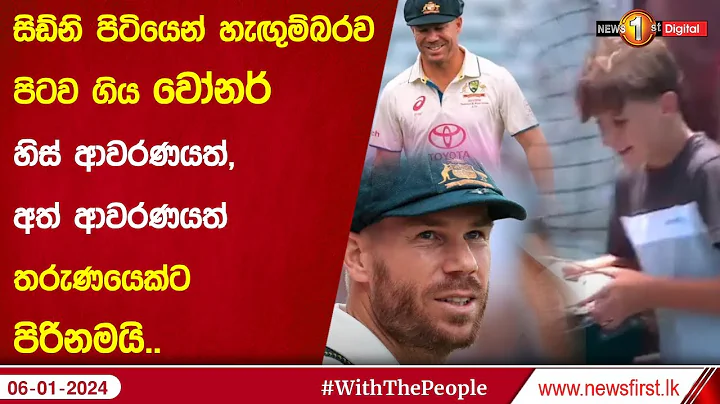 සිඩ්නි පිටියෙන් හැඟුම්බරව
පිටව ගිය වෝනර්
හිස් ආවරණයත්,
අත් ආවරණයත්
තරුණයෙක්ට
පිරිනමයි..
NEWS 1st Digital
TOYOTA
06-01-2024
#WithThePeople
www.newsfirst.lk